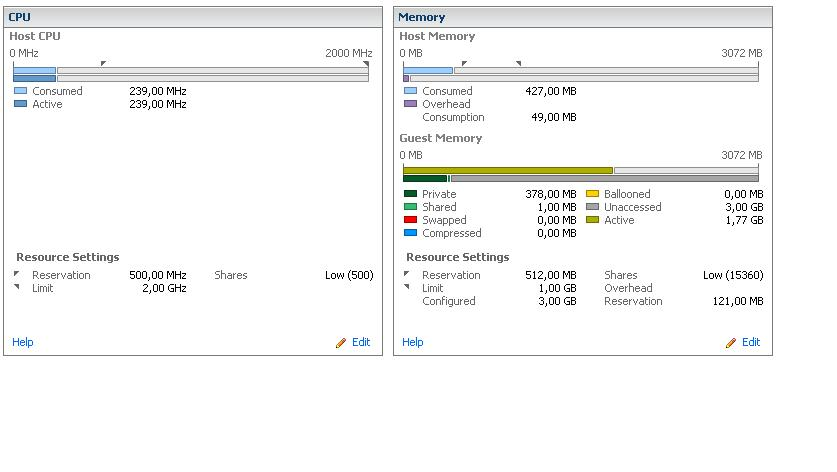 CPU
Host CPU
0 MHz 2000 MHz
Consumed 239,00 MHz
Active 239,00 MHz
Resource Settings
Reservation 500,00 MHz Shares Low (500)
Limit 2,00 GHz
Help Edit
Memory
Host Memory
0 MB 3072 MB
Consumed 427,00 MB
Overhead
Consumption 49,00 MB
Guest Memory
0 MB 3072 MB
Private 378,00 MB Ballooned 0,00 MB
Shared 1,00 MB Unaccessed 3,00 GB
Swapped 0,00 MB Active 1,77 GB
Compressed 0,00 MB
Resource Settings
Reservation 512,00 MB Shares Low (15360)
Limit 1,00 GB Overhead
Configured 3,00 GB Reservation 121,00 MB
Help Edit